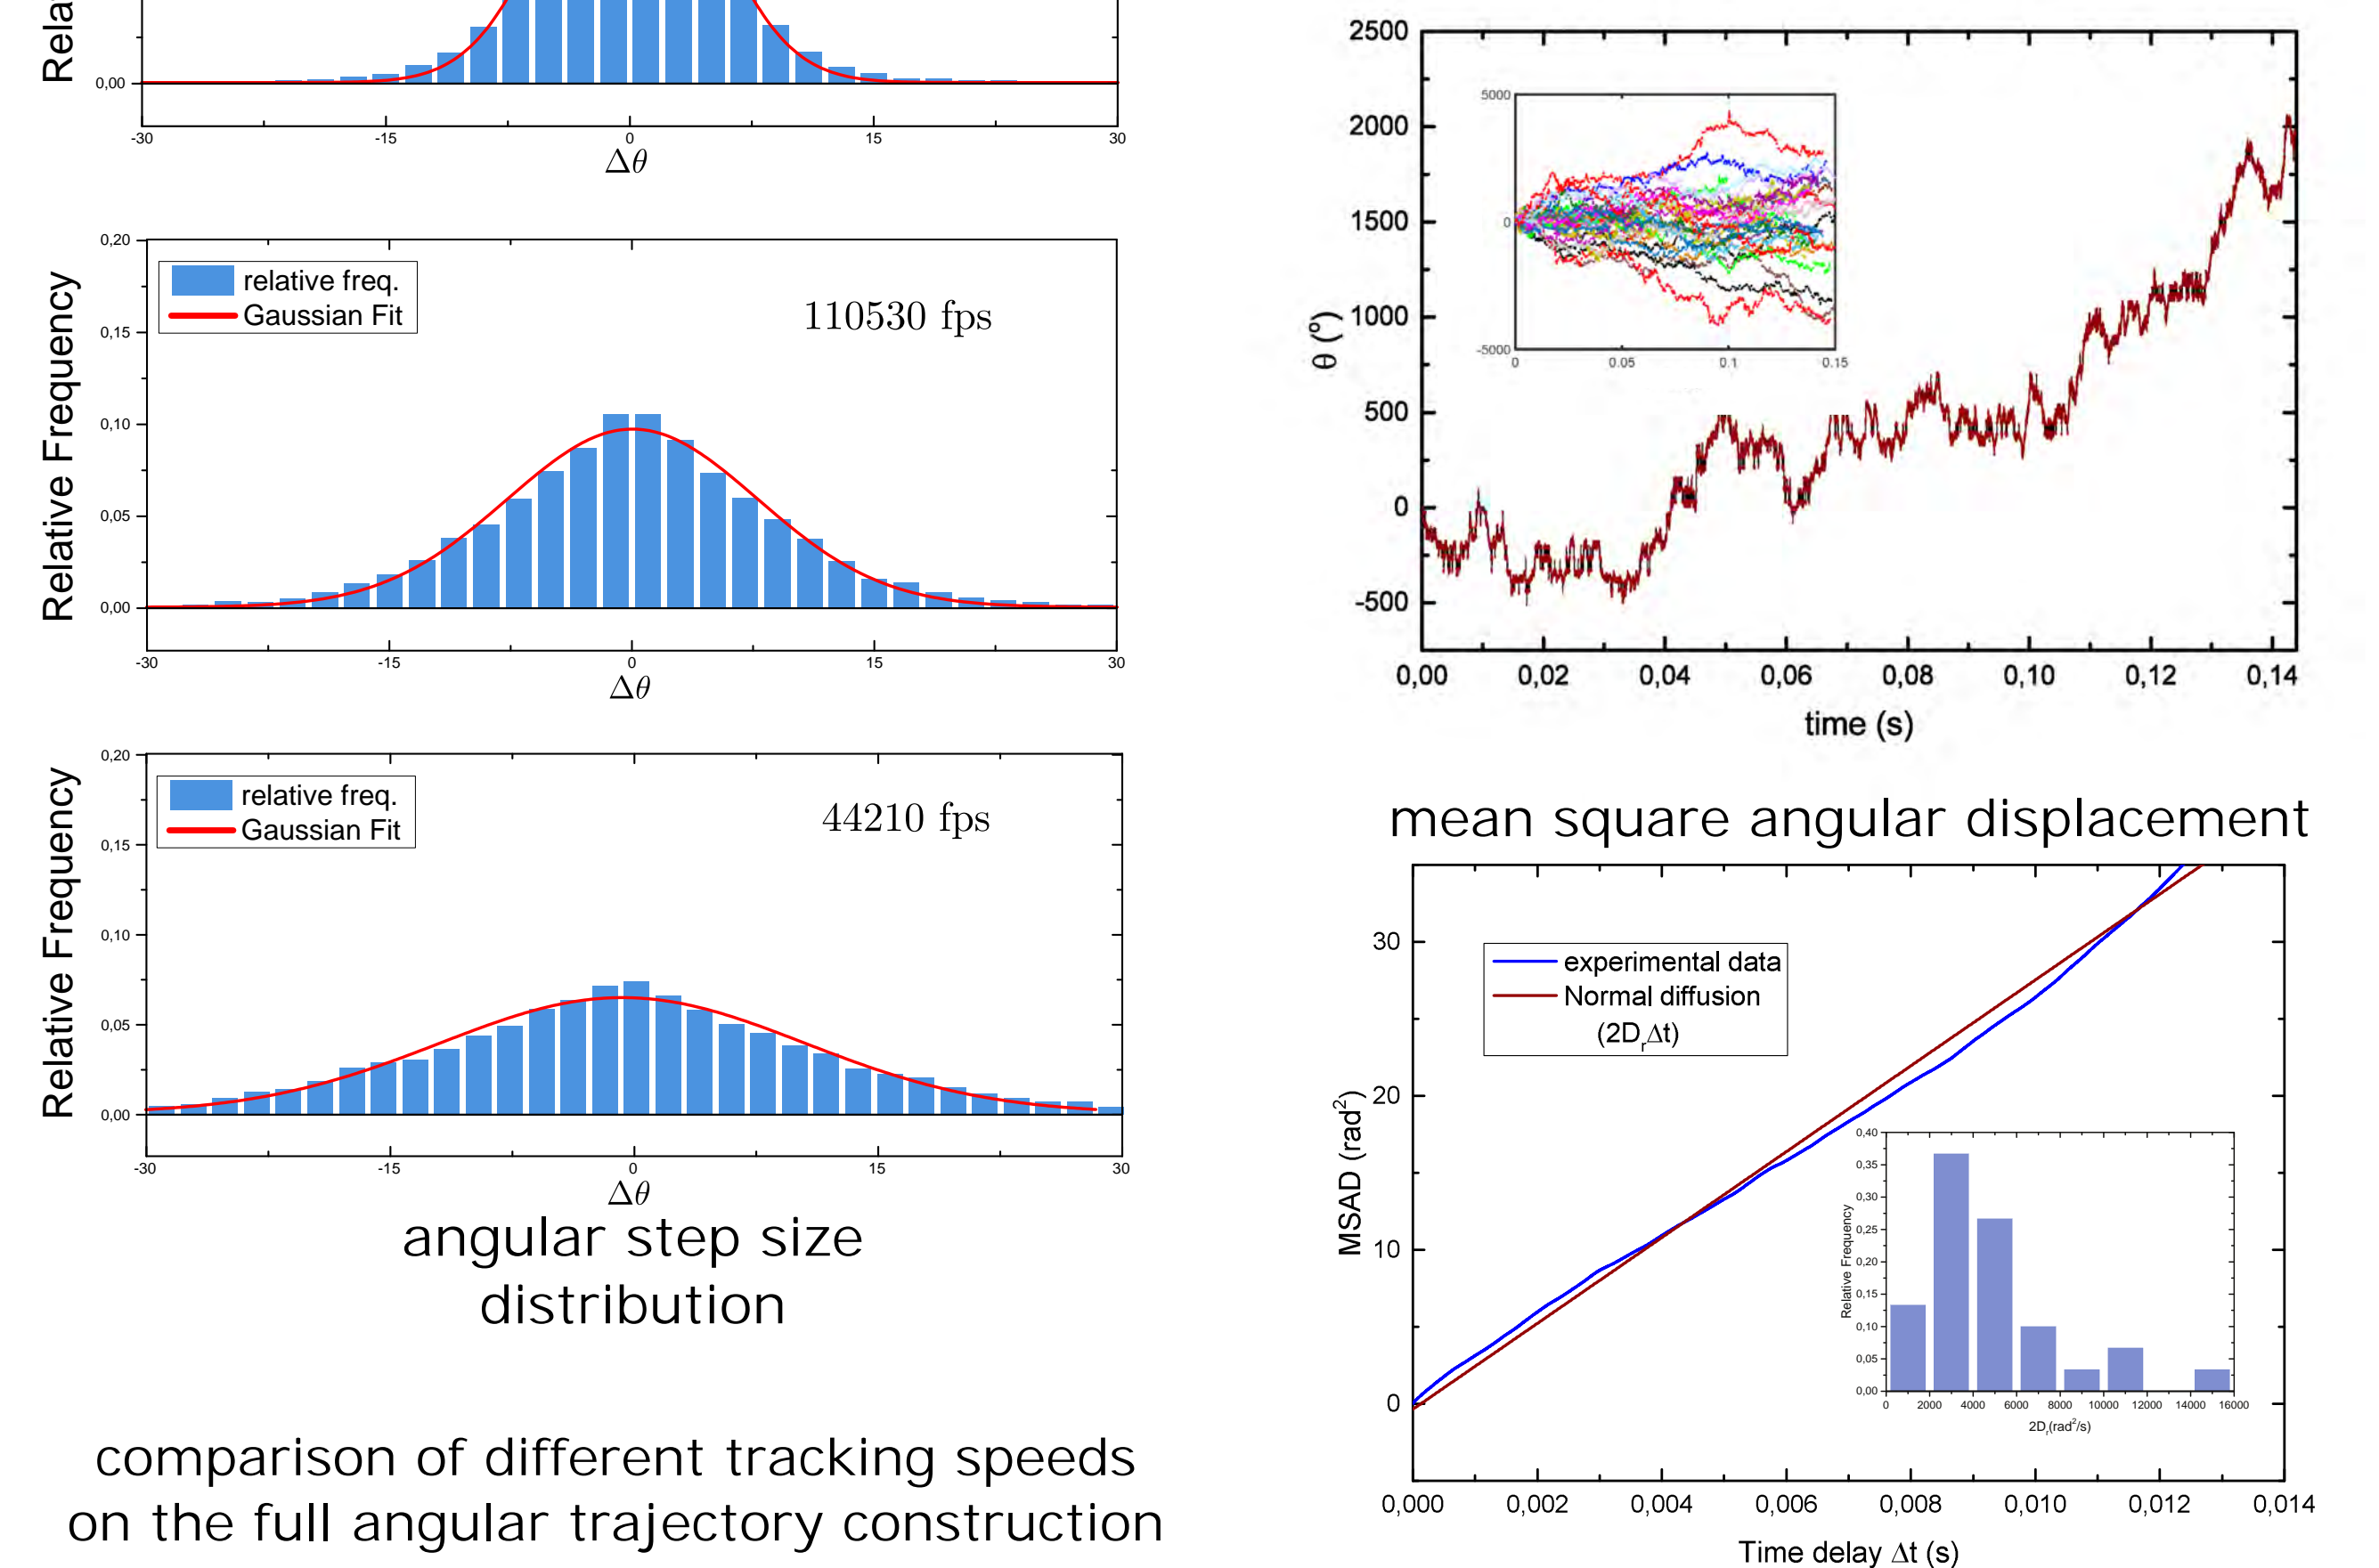 Rela
0,00
-30 -15 0 15 30
Δθ
0,20
0,15
0,10
0,05
0,00
Relative Frequency
relative freq.
Gaussian Fit
110530 fps
-30 -15 0 15 30
Δθ
0,20
0,15
0,10
0,05
0,00
Relative Frequency
relative freq.
Gaussian Fit
44210 fps
-30 -15 0 15 30
Δθ
angular step size
distribution
comparison of different tracking speeds
on the full angular trajectory construction
2500
2000
1500
1000
500
0
-500
θ (º)
5000
0
-5000
0 0.05 0.1 0.15
0,00 0,02 0,04 0,06 0,08 0,10 0,12 0,14
time (s)
mean square angular displacement
30
20
10
0
MSAD (rad²)
experimental data
Normal diffusion
(2DᵣΔt)
0,40
0,35
0,30
0,25
0,20
0,15
0,10
0,05
0,00
Relative Frequency
0 2000 4000 6000 8000 10000 12000 14000 16000
2Dᵣ(rad²/s)
0,000 0,002 0,004 0,006 0,008 0,010 0,012 0,014
Time delay Δt (s)